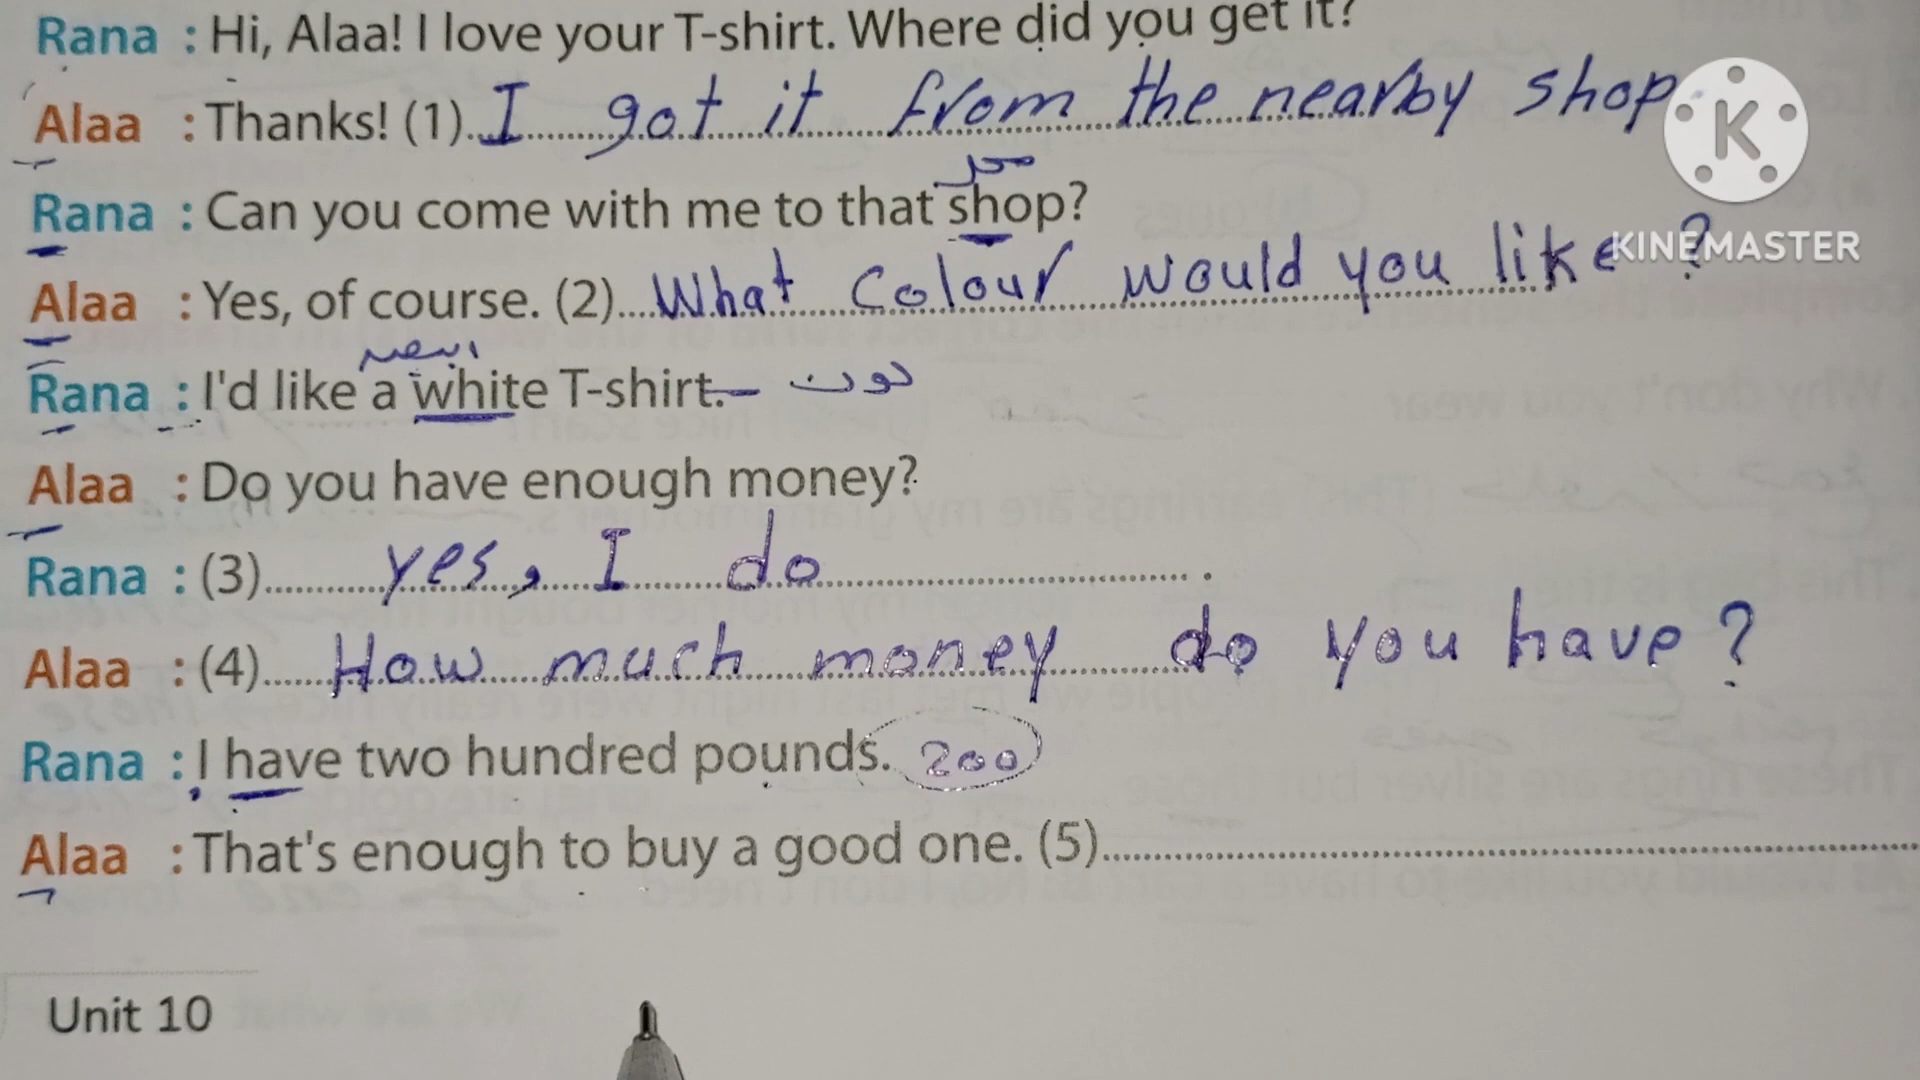 Rana : Hi, Alaa! I love your T-shirt. Where did you get it?
Alaa : Thanks! (1) I got it from the nearby shop
Rana : Can you come with me to that shop?
Alaa : Yes, of course. (2) What Colour would you like ?
KINEMASTER
ابيض
Rana : I'd like a white T-shirt. لون
Alaa : Do you have enough money?
Rana : (3) yes, I do .
Alaa : (4) How much money do you have ?
Rana : I have two hundred pounds. 200
Alaa : That's enough to buy a good one. (5)
Unit 10